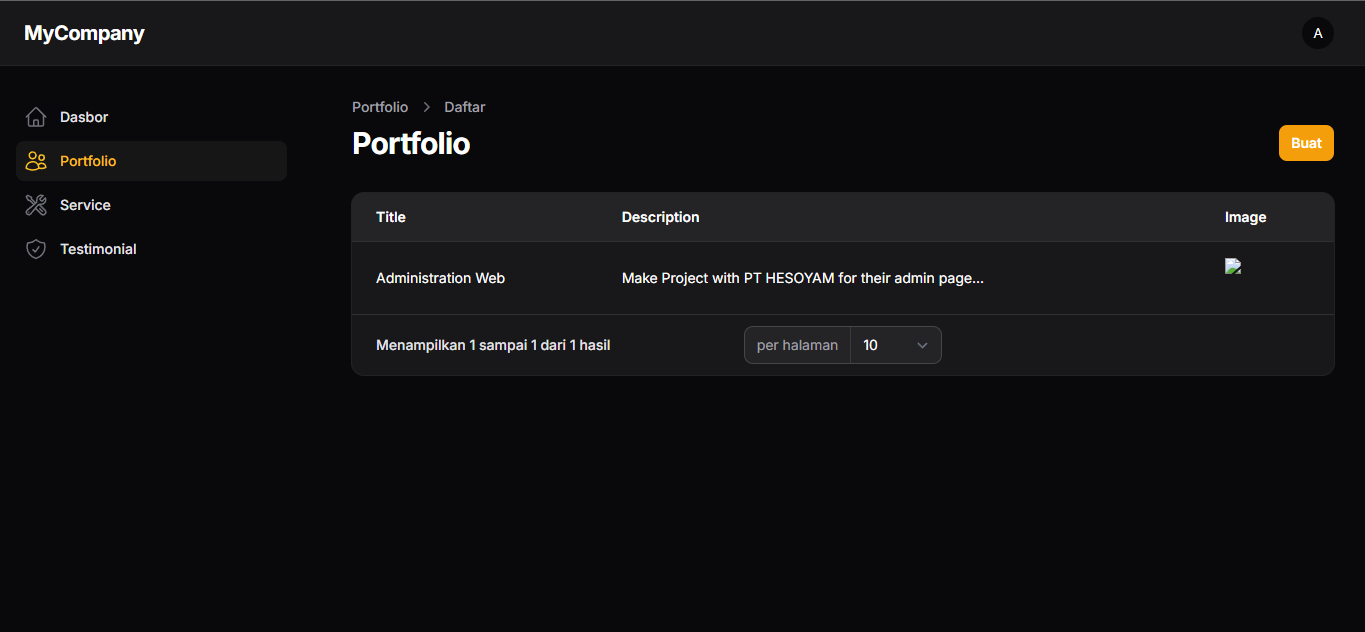 MyCompany
A
Dasbor
Portfolio
Service
Testimonial
Portfolio > Daftar
Portfolio
Buat
Title Description Image
Administration Web Make Project with PT HESOYAM for their admin page...
Menampilkan 1 sampai 1 dari 1 hasil per halaman 10